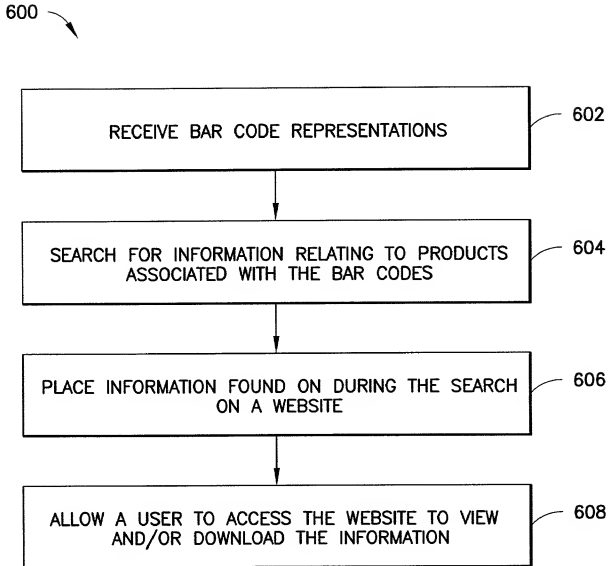 600
RECEIVE BAR CODE REPRESENTATIONS
602
SEARCH FOR INFORMATION RELATING TO PRODUCTS
ASSOCIATED WITH THE BAR CODES
604
PLACE INFORMATION FOUND ON DURING THE SEARCH
ON A WEBSITE
606
ALLOW A USER TO ACCESS THE WEBSITE TO VIEW
AND/OR DOWNLOAD THE INFORMATION
608